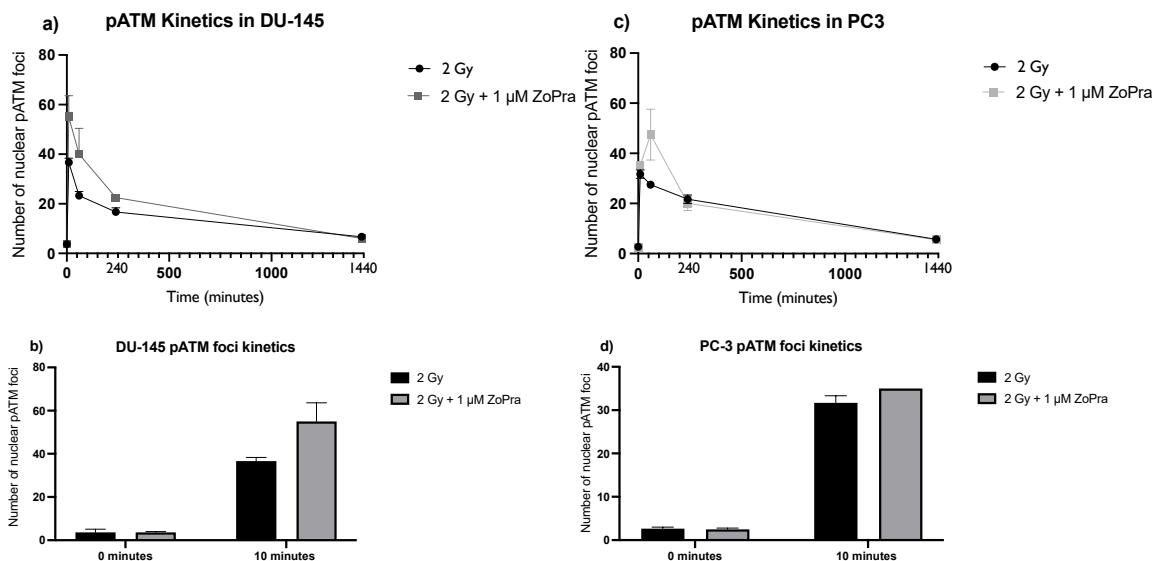 a)
pATM Kinetics in DU-145
Number of nuclear pATM foci
80
60
40
20
0
0
240
500
1000
1440
Time (minutes)
2 Gy
2 Gy + 1 µM ZoPra
c)
pATM Kinetics in PC3
Number of nuclear pATM foci
80
60
40
20
0
0
240
500
1000
1440
Time (minutes)
2 Gy
2 Gy + 1 µM ZoPra
b)
DU-145 pATM foci kinetics
Number of nuclear pATM foci
80
60
40
20
0
0 minutes
10 minutes
2 Gy
2 Gy + 1 µM ZoPra
d)
PC-3 pATM foci kinetics
Number of nuclear pATM foci
40
30
20
10
0
0 minutes
10 minutes
2 Gy
2 Gy + 1 µM ZoPra